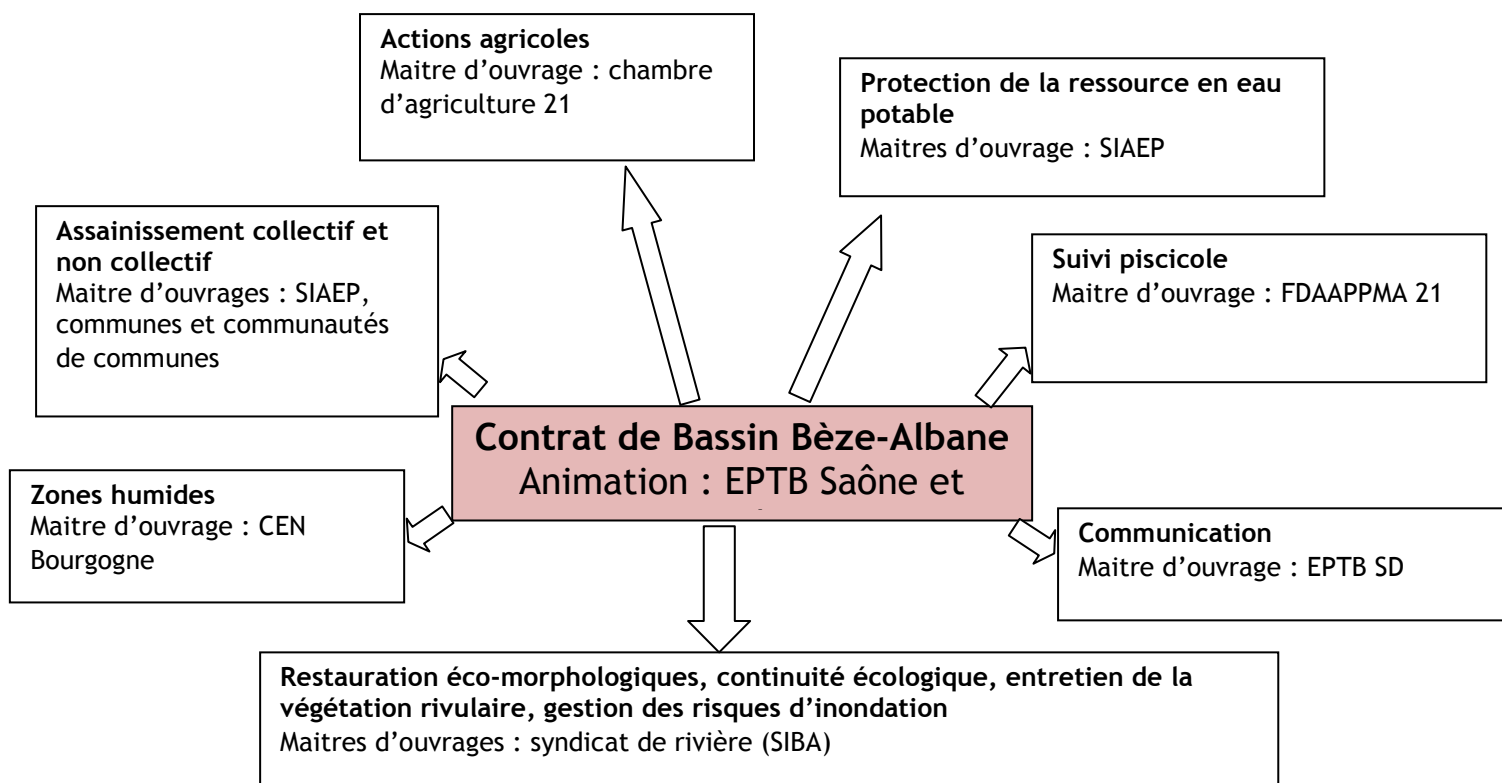 Actions agricoles
Maitre d’ouvrage : chambre
d’agriculture 21
Protection de la ressource en eau
potable
Maitres d’ouvrage : SIAEP
Assainissement collectif et
non collectif
Maitre d’ouvrages : SIAEP,
communes et communautés
de communes
Suivi piscicole
Maitre d’ouvrage : FDAAPPMA 21
Contrat de Bassin Bèze-Albane
Animation : EPTB Saône et
Zones humides
Maitre d’ouvrage : CEN
Bourgogne
Communication
Maitre d’ouvrage : EPTB SD
Restauration éco-morphologiques, continuité écologique, entretien de la
végétation rivulaire, gestion des risques d’inondation
Maitres d’ouvrages : syndicat de rivière (SIBA)